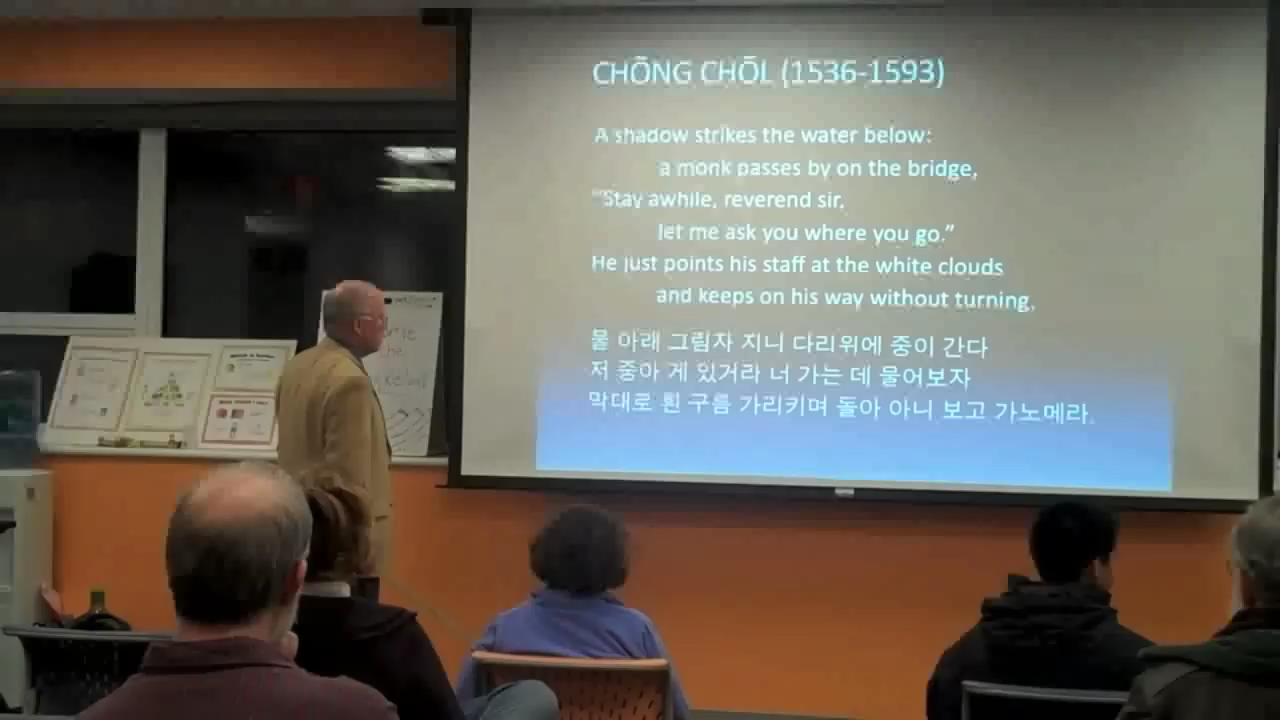 CHŌNG CHŌL (1536-1593)
A shadow strikes the water below:
a monk passes by on the bridge,
"Stay awhile, reverend sir,
let me ask you where you go."
He just points his staff at the white clouds
and keeps on his way without turning.
물 아래 그림자 지니 다리위에 중이 간다
저 중아 게 있거라 너 가는 데 물어보자
막대로 흰 구름 가리키며 돌아 아니 보고 가노메라.